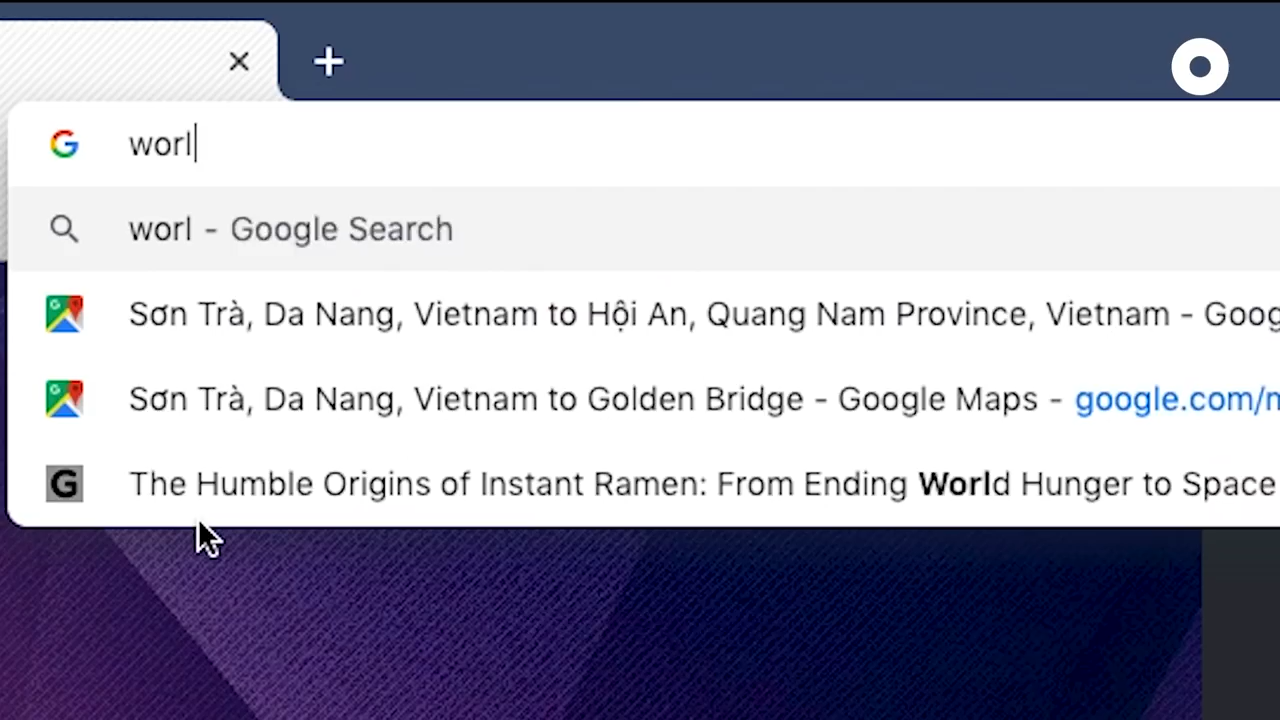 worl
worl - Google Search
Sơn Trà, Da Nang, Vietnam to Hội An, Quang Nam Province, Vietnam - Goog
Sơn Trà, Da Nang, Vietnam to Golden Bridge - Google Maps - google.com/m
The Humble Origins of Instant Ramen: From Ending World Hunger to Space